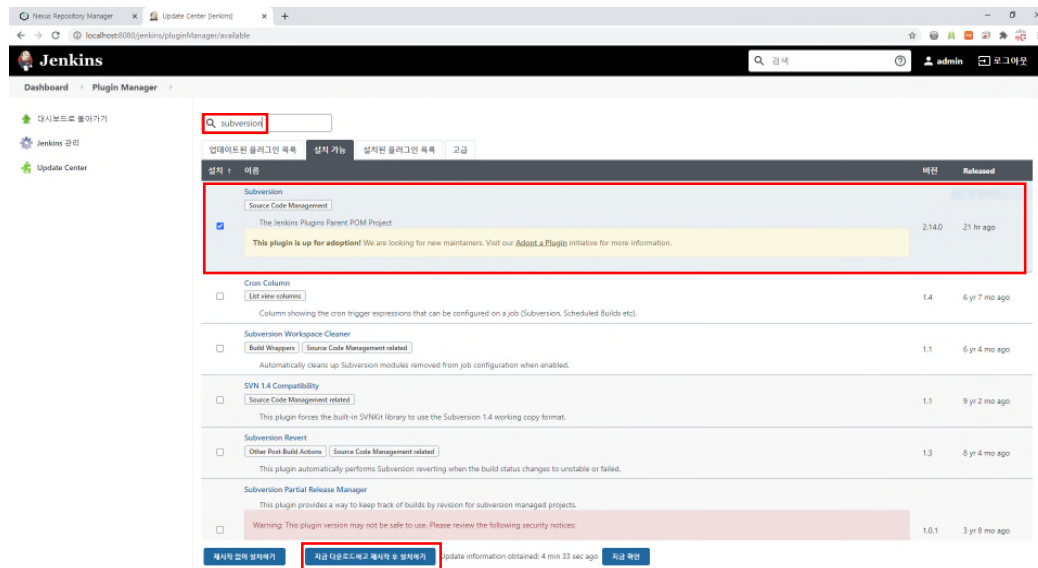 Nexus Repository Manager
Update Center [Jenkins]
localhost:8080/jenkins/pluginManager/available
Jenkins
검색
admin
로그아웃
Dashboard
Plugin Manager
대시보드로 돌아가기
Jenkins 관리
Update Center
subversion
업데이트된 플러그인 목록
설치 가능
설치된 플러그인 목록
고급
설치 ↑ 이름 버전 Released
Subversion
Source Code Management
The Jenkins Plugins Parent POM Project
This plugin is up for adoption! We are looking for new maintainers. Visit our Adopt a Plugin initiative for more information.
2.14.0 21 hr ago
Cron Column
List view columns
Column showing the cron trigger expressions that can be configured on a job (Subversion, Scheduled Builds etc).
1.4 6 yr 7 mo ago
Subversion Workspace Cleaner
Build Wrappers Source Code Management related
Automatically cleans up Subversion modules removed from job configuration when enabled.
1.1 6 yr 4 mo ago
SVN 1.4 Compatibility
Source Code Management related
This plugin forces the built-in SVNKit library to use the Subversion 1.4 working copy format.
1.1 9 yr 2 mo ago
Subversion Revert
Other Post-Build Actions Source Code Management related
This plugin automatically performs Subversion reverting when the build status changes to unstable or failed.
1.3 8 yr 4 mo ago
Subversion Partial Release Manager
This plugin provides a way to keep track of builds by revision for subversion managed projects.
Warning: This plugin version may not be safe to use. Please review the following security notices:
1.0.1 3 yr 8 mo ago
재시작 없이 설치하기
지금 다운로드하고 재시작 후 설치하기
Update information obtained: 4 min 33 sec ago
지금 확인